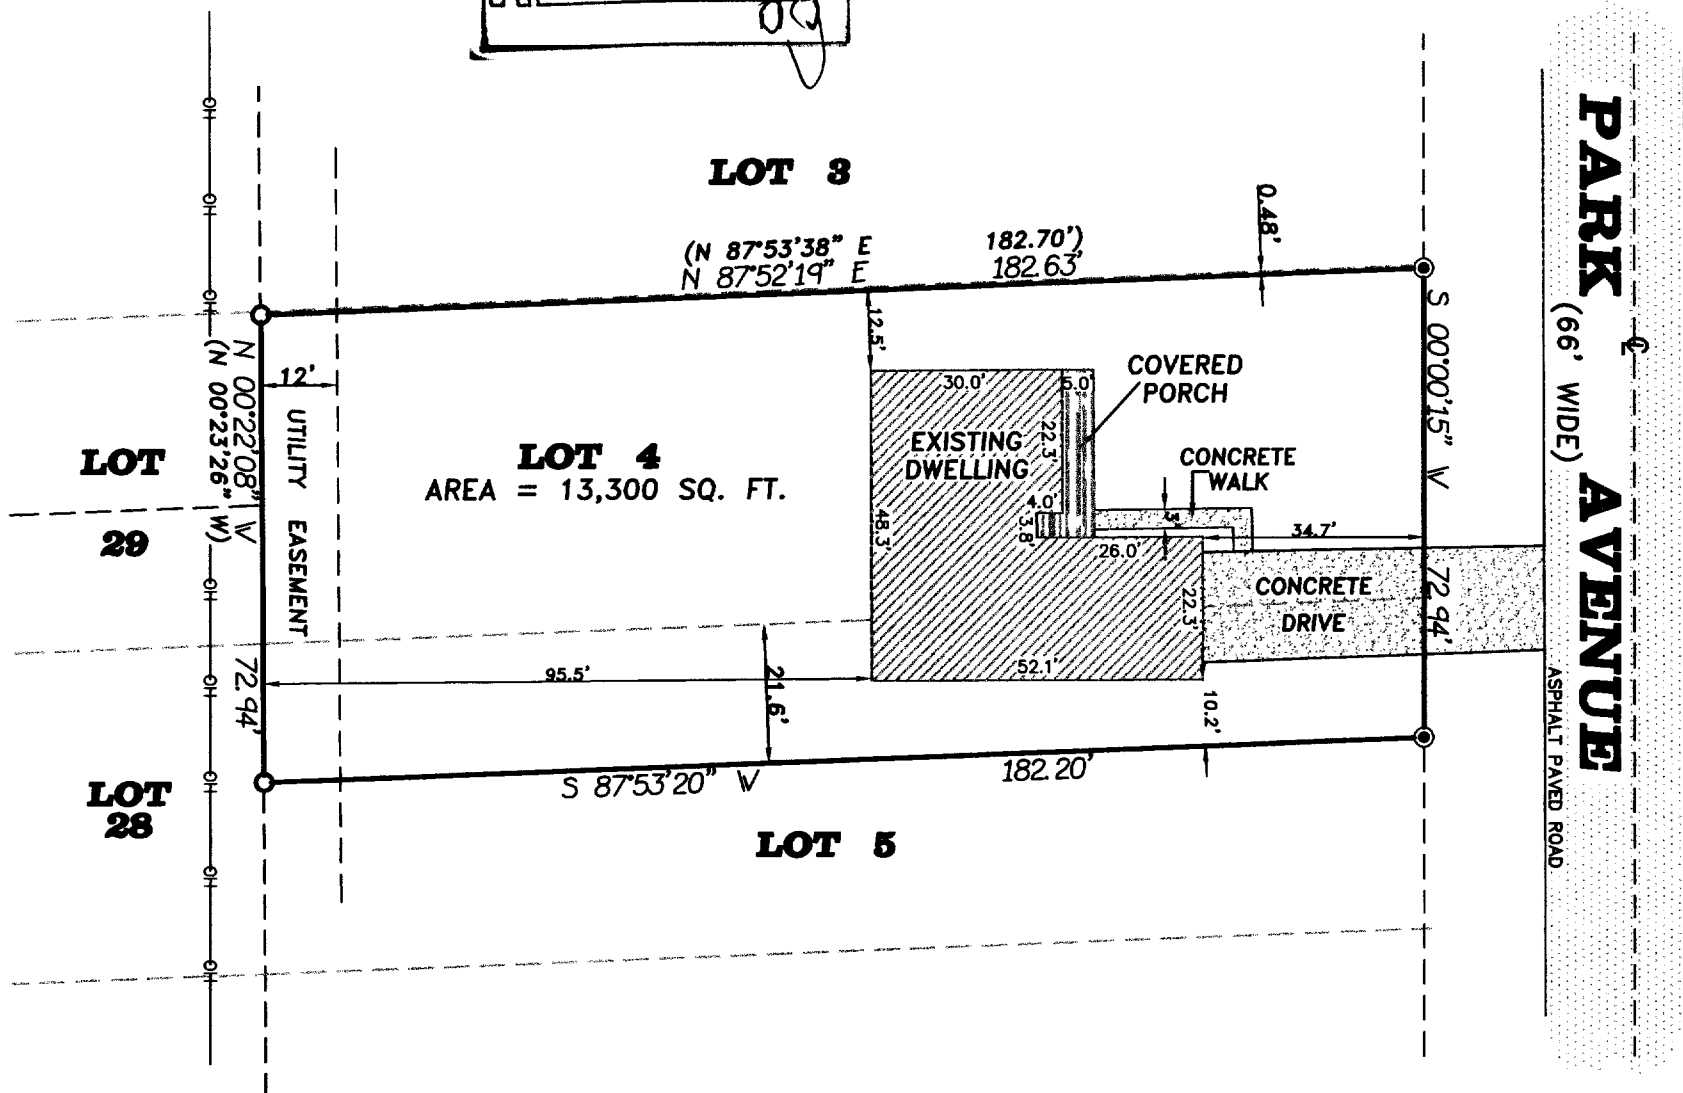 LOT 3
0.48'
(N 87°53'38" E 182.70')
N 87°52'19" E 182.63'
PARK AVENUE
(66' WIDE)
ASPHALT PAVED ROAD
S 00°00'15" W 72.94'
12.5'
COVERED
PORCH
30.0'
5.0'
22.3'
EXISTING
DWELLING
12'
UTILITY EASEMENT
N 00°22'08" W 72.94'
(N 00°23'26" W)
LOT
29
LOT 4
AREA = 13,300 SQ. FT.
CONCRETE
WALK
4.0'
3.8'
48.3'
3'
26.0'
34.7'
CONCRETE
DRIVE
22.3'
52.1'
95.5'
21.6'
10.2'
S 87°53'20" W 182.20'
LOT
28
LOT 5